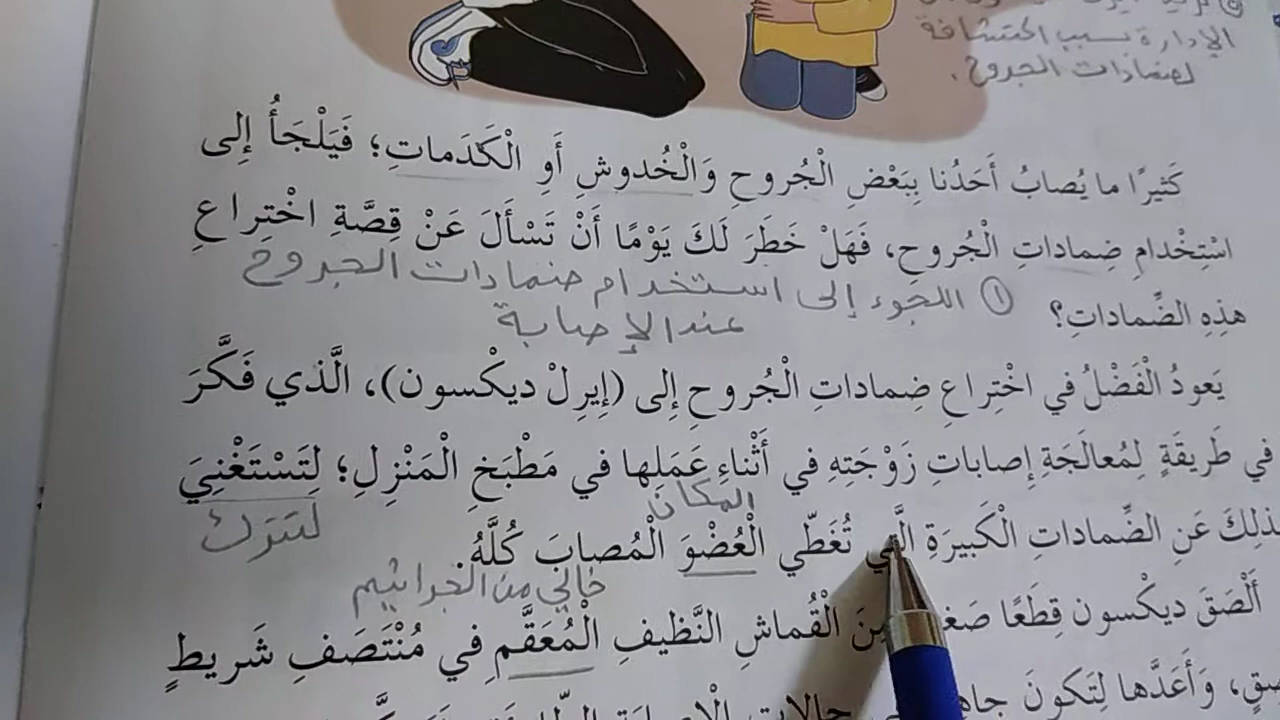 الإدارة بسبب اكتشافة
لضمادات الجروح.
كَثيرًا ما يُصابُ أَحَدُنا بِبَعْضِ الْجُروحِ وَالْخُدوشِ أَوِ الْكَدَماتِ؛ فَيَلْجَأُ إِلى
اسْتِخْدامِ ضِماداتِ الْجُروحِ، فَهَلْ خَطَرَ لَكَ يَوْمًا أَنْ تَسْأَلَ عَنْ قِصَّةِ اخْتِراعِ
هذِهِ الضِّماداتِ؟
① اللجوء إلى استخدام ضمادات الجروح
عند الإصابة
يَعودُ الْفَضْلُ في اخْتِراعِ ضِماداتِ الْجُروحِ إِلى (إِيرِلْ ديكْسون)، الَّذي فَكَّرَ
في طَريقَةٍ لِمُعالَجَةِ إِصاباتِ زَوْجَتِهِ في أَثْناءِ عَمَلِها في مَطْبَخِ الْمَنْزِلِ؛ لِتَسْتَغْنِيَ
المكان
لتترك
بِذلِكَ عَنِ الضِّماداتِ الْكَبيرَةِ الَّتي تُغَطّي الْعُضْوَ الْمُصابَ كُلَّهُ.
خالي من الجراثيم
أَلْصَقَ ديكْسون قِطَعًا مِنَ الْقُماشِ النَّظيفِ الْمُعَقَّمِ في مُنْتَصَفِ شَريطٍ
وَأَعَدَّها لِتَكونَ حالاتِ